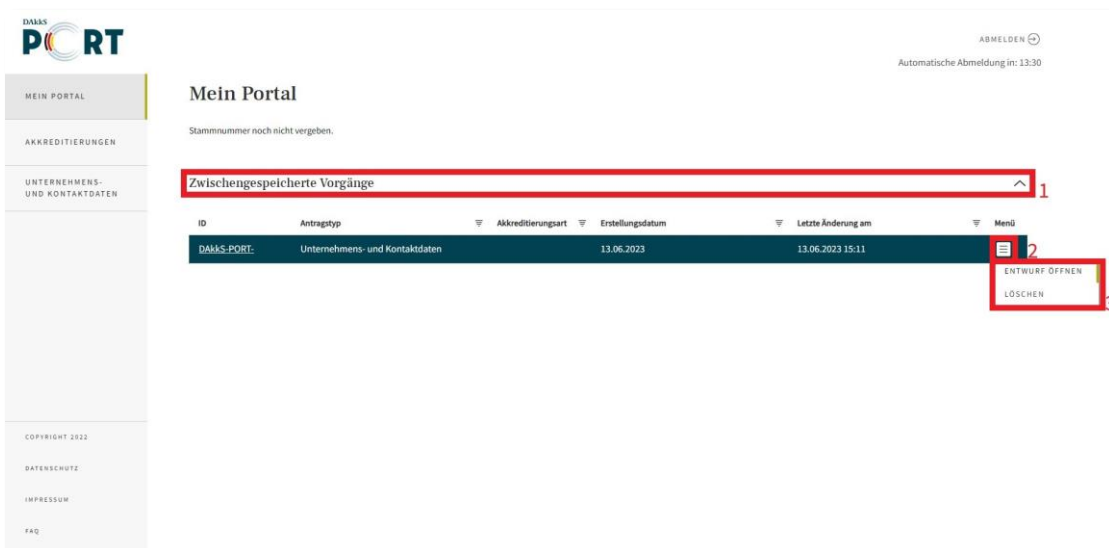 DAkkS
PORT
ABMELDEN
Automatische Abmeldung in: 13:30
MEIN PORTAL
AKKREDITIERUNGEN
UNTERNEHMENS-
UND KONTAKTDATEN
Mein Portal
Stammnummer noch nicht vergeben.
Zwischengespeicherte Vorgänge 1
ID Antragstyp Akkreditierungsart Erstellungsdatum Letzte Änderung am Menü
DAkkS-PORT- Unternehmens- und Kontaktdaten 13.06.2023 13.06.2023 15:11 2
ENTWURF ÖFFNEN
LÖSCHEN 3
COPYRIGHT 2022
DATENSCHUTZ
IMPRESSUM
FAQ